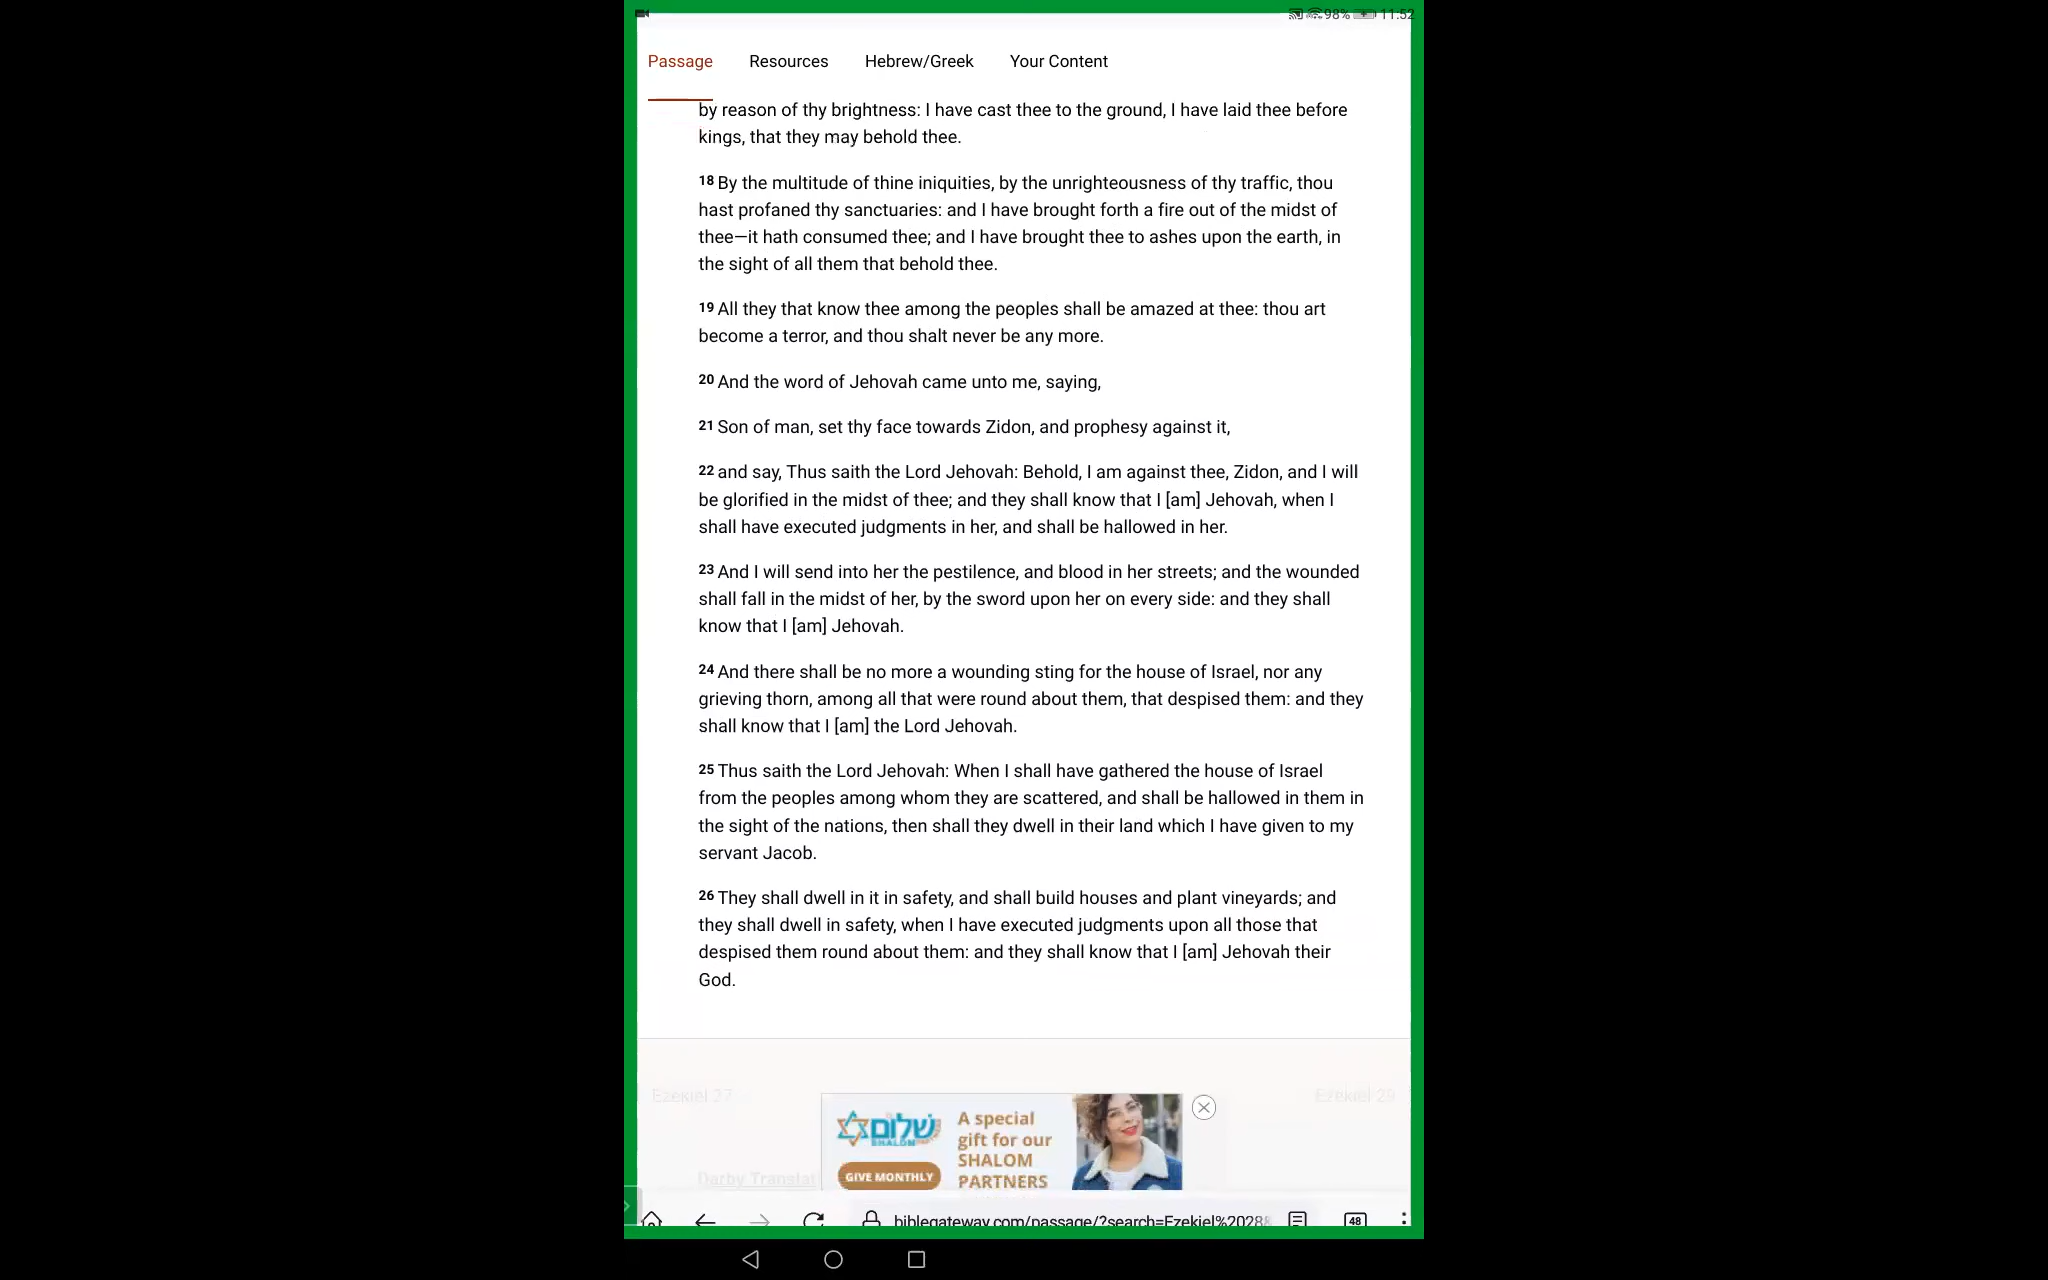 98% 11:52
Passage Resources Hebrew/Greek Your Content
by reason of thy brightness: I have cast thee to the ground, I have laid thee before
kings, that they may behold thee.
18 By the multitude of thine iniquities, by the unrighteousness of thy traffic, thou
hast profaned thy sanctuaries: and I have brought forth a fire out of the midst of
thee—it hath consumed thee; and I have brought thee to ashes upon the earth, in
the sight of all them that behold thee.
19 All they that know thee among the peoples shall be amazed at thee: thou art
become a terror, and thou shalt never be any more.
20 And the word of Jehovah came unto me, saying,
21 Son of man, set thy face towards Zidon, and prophesy against it,
22 and say, Thus saith the Lord Jehovah: Behold, I am against thee, Zidon, and I will
be glorified in the midst of thee; and they shall know that I [am] Jehovah, when I
shall have executed judgments in her, and shall be hallowed in her.
23 And I will send into her the pestilence, and blood in her streets; and the wounded
shall fall in the midst of her, by the sword upon her on every side: and they shall
know that I [am] Jehovah.
24 And there shall be no more a wounding sting for the house of Israel, nor any
grieving thorn, among all that were round about them, that despised them: and they
shall know that I [am] the Lord Jehovah.
25 Thus saith the Lord Jehovah: When I shall have gathered the house of Israel
from the peoples among whom they are scattered, and shall be hallowed in them in
the sight of the nations, then shall they dwell in their land which I have given to my
servant Jacob.
26 They shall dwell in it in safety, and shall build houses and plant vineyards; and
they shall dwell in safety, when I have executed judgments upon all those that
despised them round about them: and they shall know that I [am] Jehovah their
God.
Ezekiel 27 Ezekiel 29
שלום
SHALOM
GIVE MONTHLY
A special
gift for our
SHALOM
PARTNERS
Darby Translat
biblegateway.com/passage/?search=Ezekiel%2028&
48